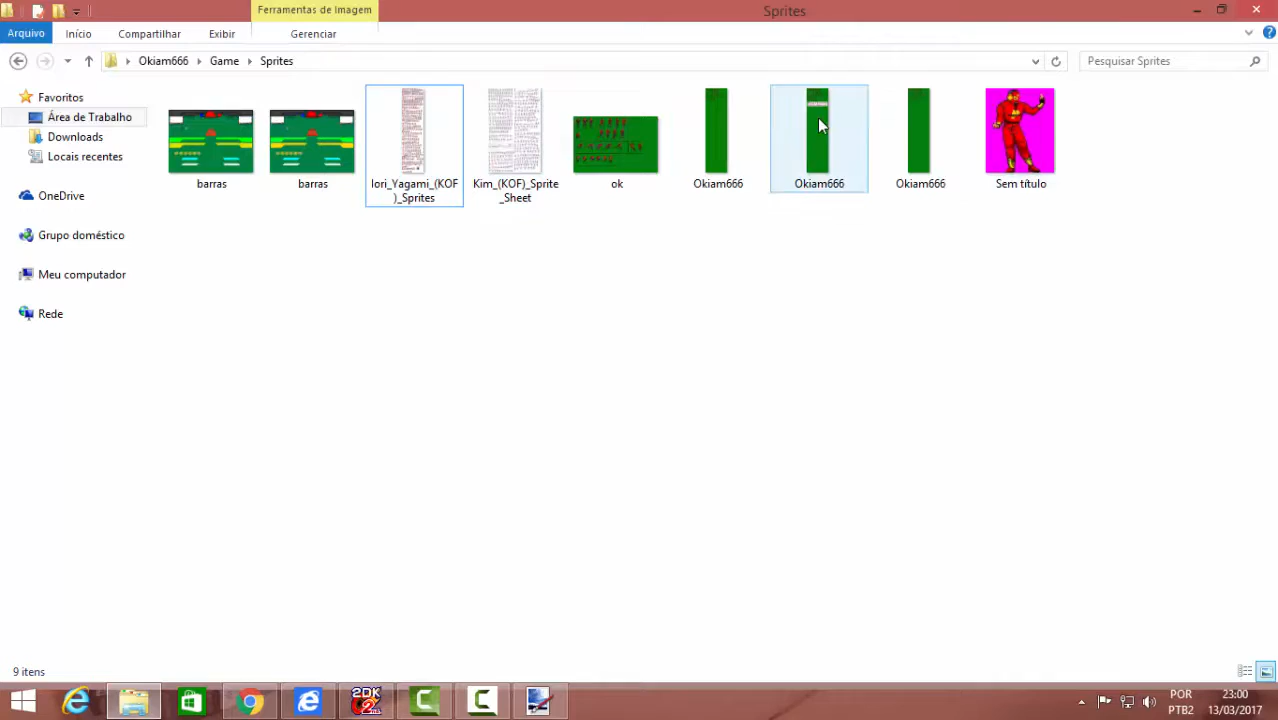 Ferramentas de Imagem
Sprites
Arquivo
Início
Compartilhar
Exibir
Gerenciar
Okiam666
Game
Sprites
Pesquisar Sprites
Favoritos
Área de Trabalho
Downloads
Locais recentes
OneDrive
Grupo doméstico
Meu computador
Rede
barras
barras
Iori_Yagami_(KOF
)_Sprites
Kim_(KOF)_Sprite
_Sheet
ok
Okiam666
Okiam666
Okiam666
Sem título
9 itens
2DK
2
POR
PTB2
23:00
13/03/2017